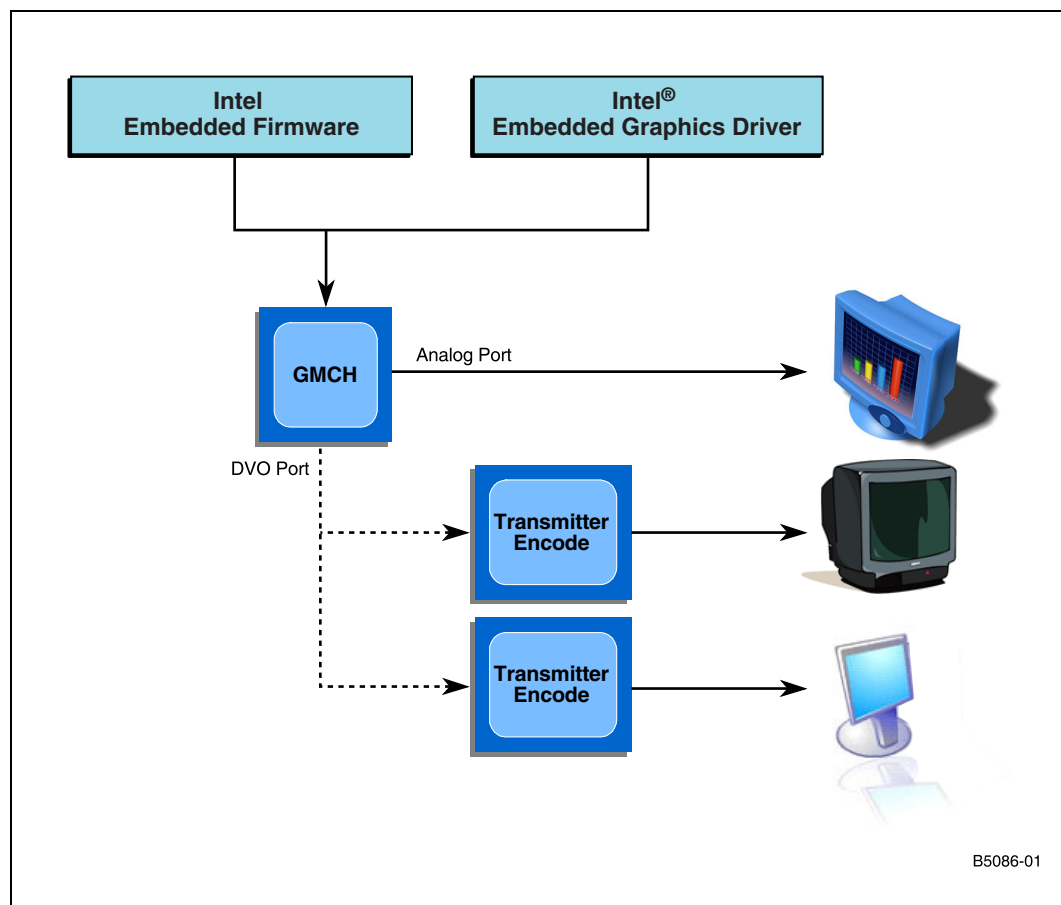 Intel
Embedded Firmware
Intel®
Embedded Graphics Driver
GMCH
Analog Port
DVO Port
Transmitter
Encode
Transmitter
Encode
B5086-01